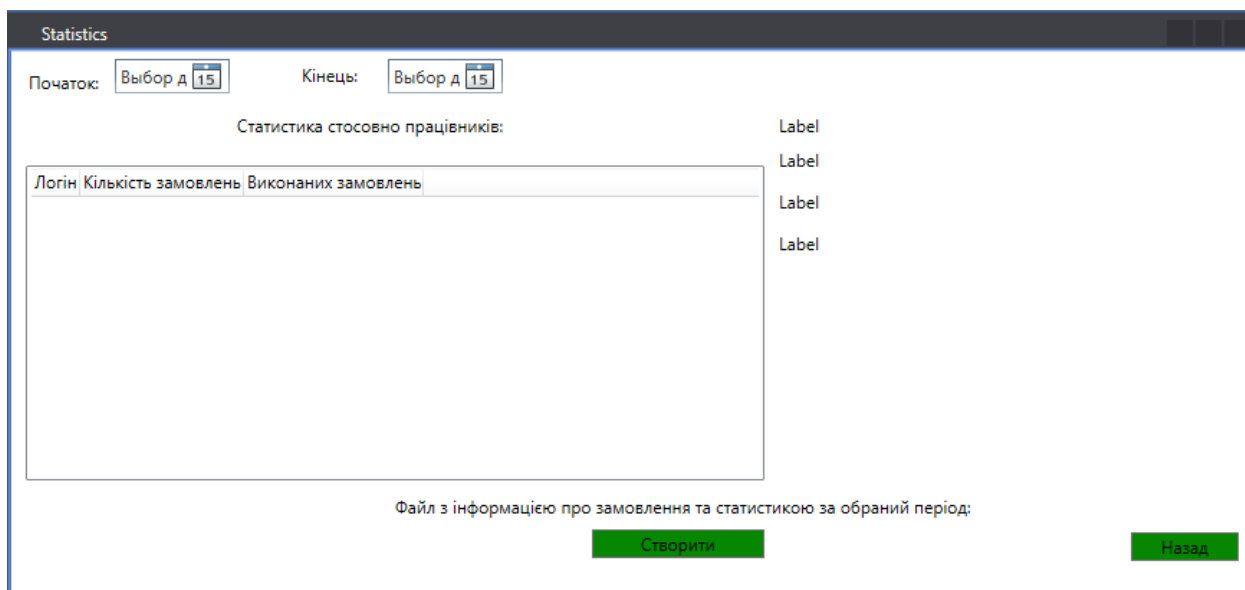 Statistics
Початок: Выбор д 15 Кінець: Выбор д 15
Статистика стосовно працівників:
Label
Label
Логін Кількість замовлень Виконаних замовлень
Label
Label
Файл з інформацією про замовлення та статистикою за обраний період:
Створити
Назад